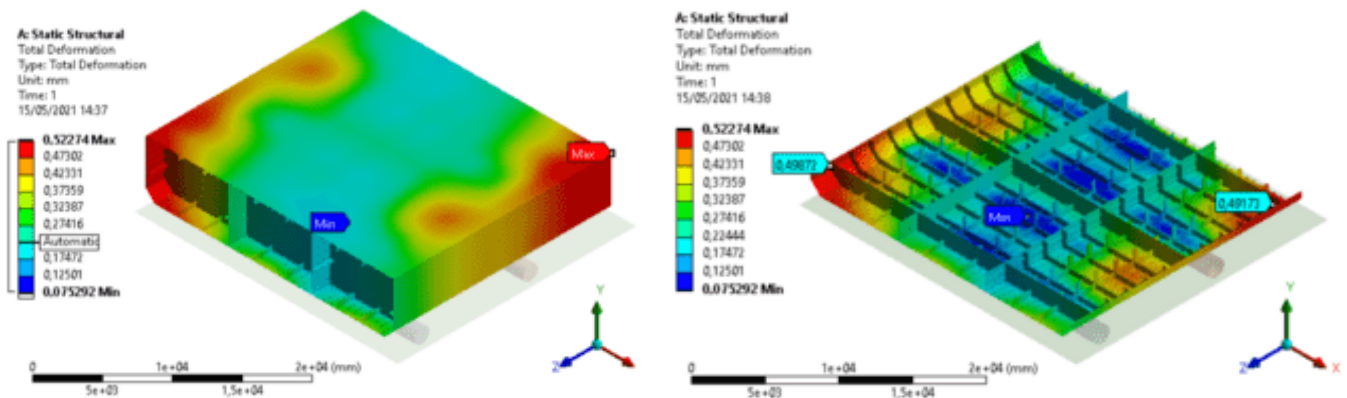 A: Static Structural
Total Deformation
Type: Total Deformation
Unit: mm
Time: 1
15/05/2021 14:37
0,52274 Max
0,47302
0,42331
0,37359
0,32387
0,27416
Automatic
0,17472
0,12501
0,075292 Min
Max
Min
Y
Z
0
1e+04
2e+04 (mm)
5e+03
1,5e+04
A: Static Structural
Total Deformation
Type: Total Deformation
Unit: mm
Time: 1
15/05/2021 14:38
0,52274 Max
0,47302
0,42331
0,37359
0,32387
0,27416
0,22444
0,17472
0,12501
0,075292 Min
0,49872
0,49173
Min
Y
Z
X
0
1e+04
2e+04 (mm)
5e+03
1,5e+04